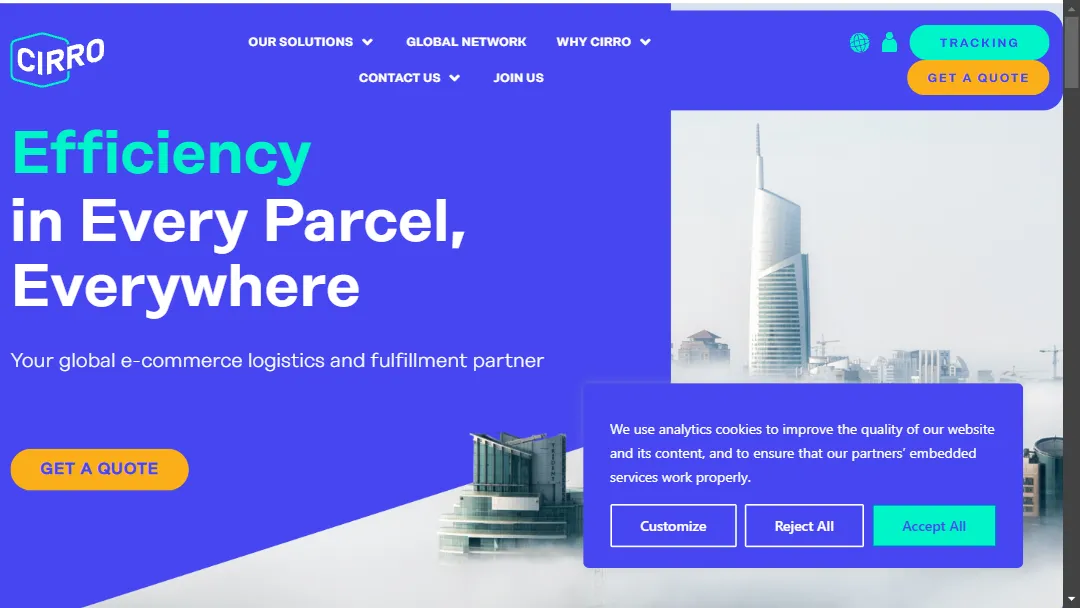 CIRRO
OUR SOLUTIONS
GLOBAL NETWORK
WHY CIRRO
CONTACT US
JOIN US
TRACKING
GET A QUOTE
Efficiency
in Every Parcel,
Everywhere
Your global e-commerce logistics and fulfillment partner
GET A QUOTE
TRIDENT
We use analytics cookies to improve the quality of our website
and its content, and to ensure that our partners’ embedded
services work properly.
Customize
Reject All
Accept All